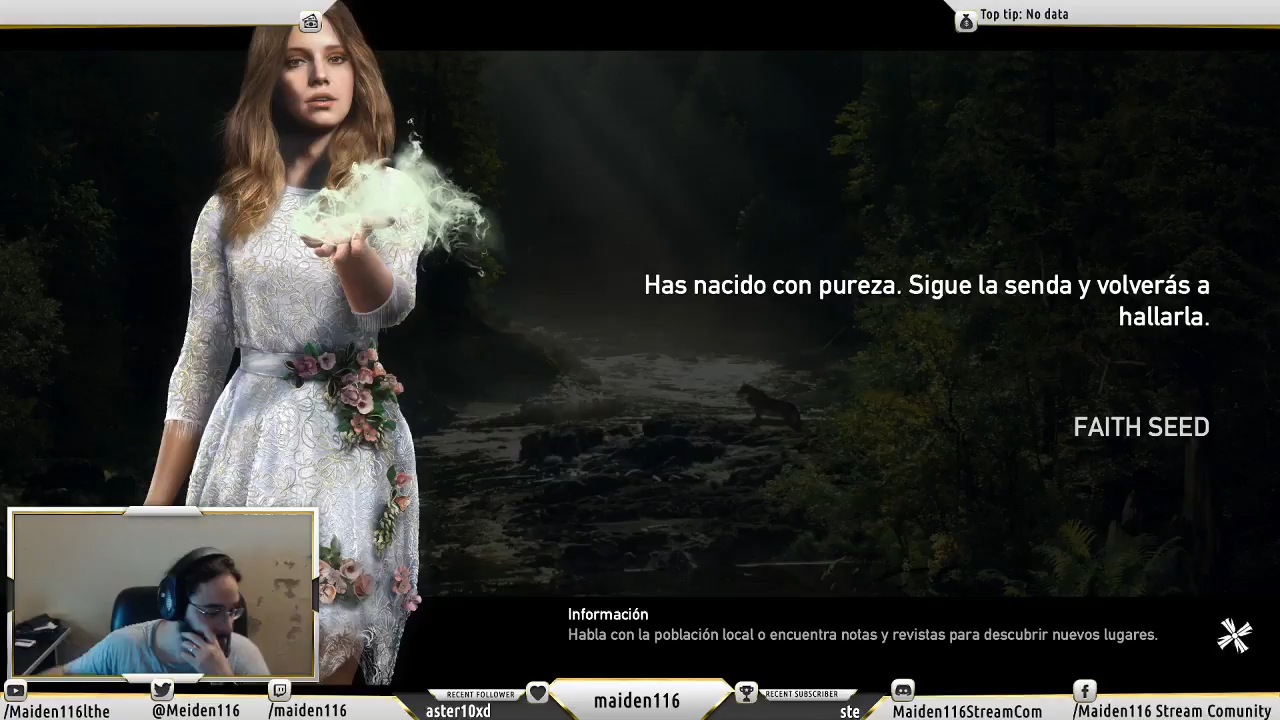 Top tip: No data
Has nacido con pureza. Sigue la senda y volverás a
hallarla.
FAITH SEED
Información
Habla con la población local o encuentra notas y revistas para descubrir nuevos lugares.
/Maiden116lthe
@Meiden116
/maiden116
RECENT FOLLOWER
aster10xd
maiden116
RECENT SUBSCRIBER
ste
Maiden116StreamCom
/Maiden116 Stream Comunity